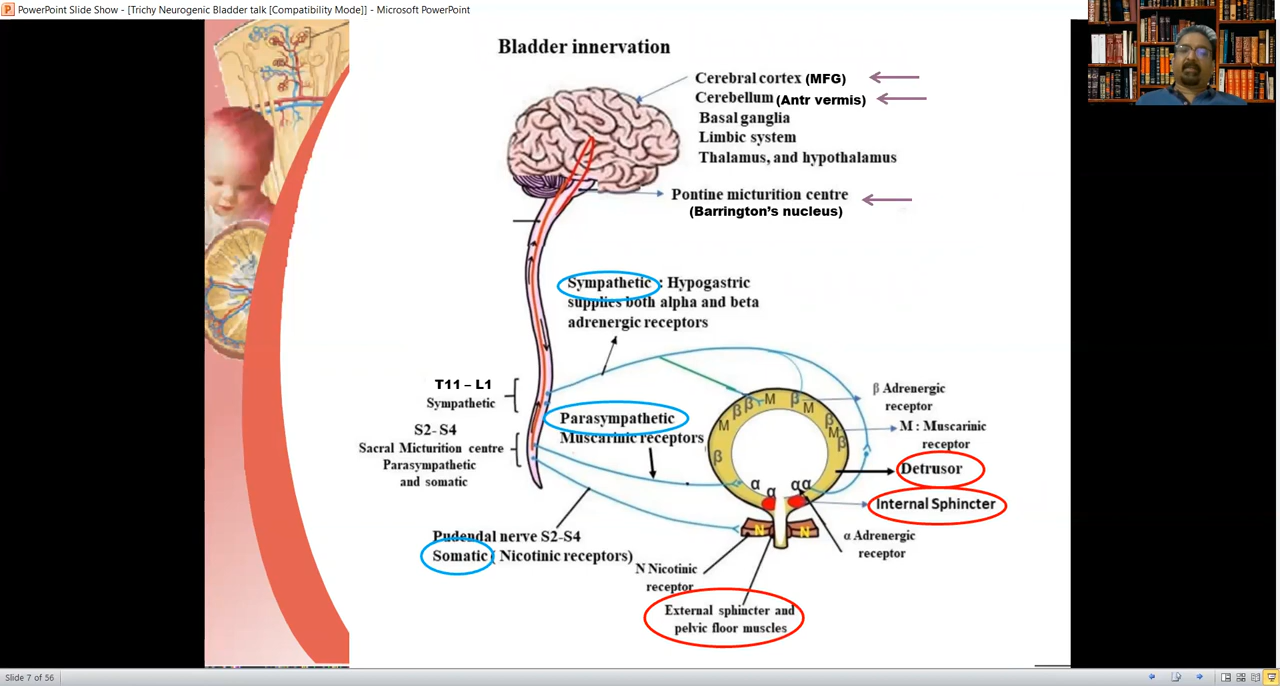 PowerPoint Slide Show - [Trichy Neurogenic Bladder talk [Compatibility Mode]] - Microsoft PowerPoint
Bladder innervation
Cerebral cortex (MFG)
Cerebellum (Antr vermis)
Basal ganglia
Limbic system
Thalamus, and hypothalamus
Pontine micturition centre
(Barrington's nucleus)
Sympathetic : Hypogastric
supplies both alpha and beta
adrenergic receptors
T11 – L1
Sympathetic
Parasympathetic
Muscarinic receptors
S2- S4
Sacral Micturition centre
Parasympathetic
and somatic
β Adrenergic
receptor
M : Muscarinic
receptor
Detrusor
Internal Sphincter
α Adrenergic
receptor
β β M β M
M β M β
β
α α αα
N N
Pudendal nerve S2-S4
Somatic ( Nicotinic receptors)
N Nicotinic
receptor
External sphincter and
pelvic floor muscles
Slide 7 of 56